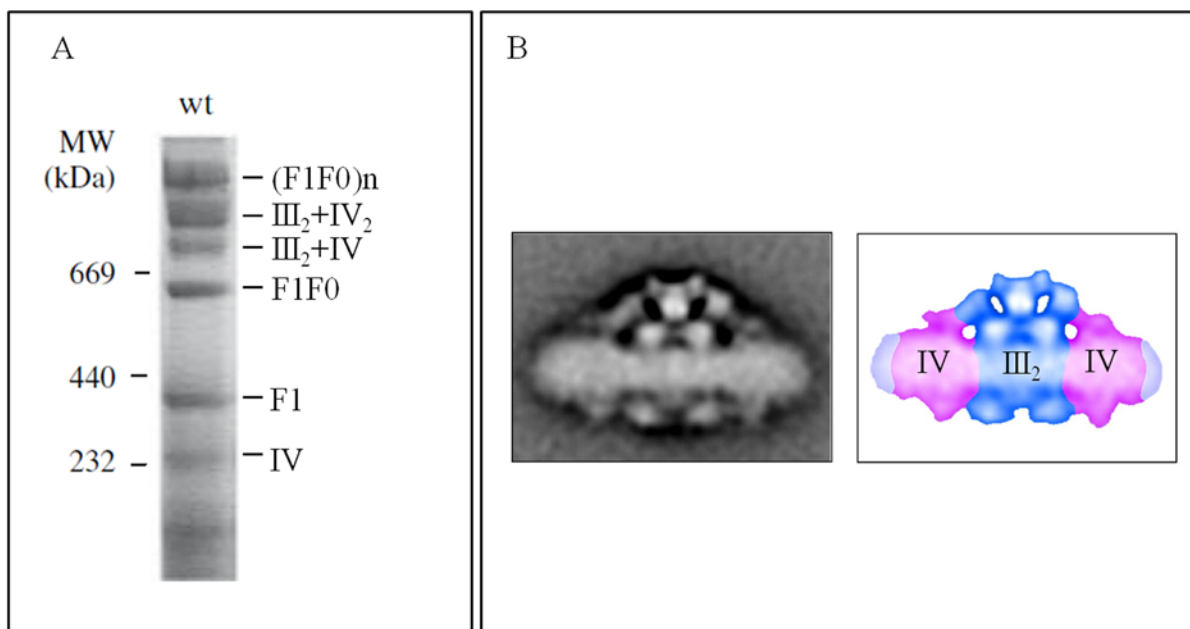 A
wt
MW
(kDa)
669
440
232
(F1F0)n
III₂+IV₂
III₂+IV
F1F0
F1
IV
B
IV
III₂
IV